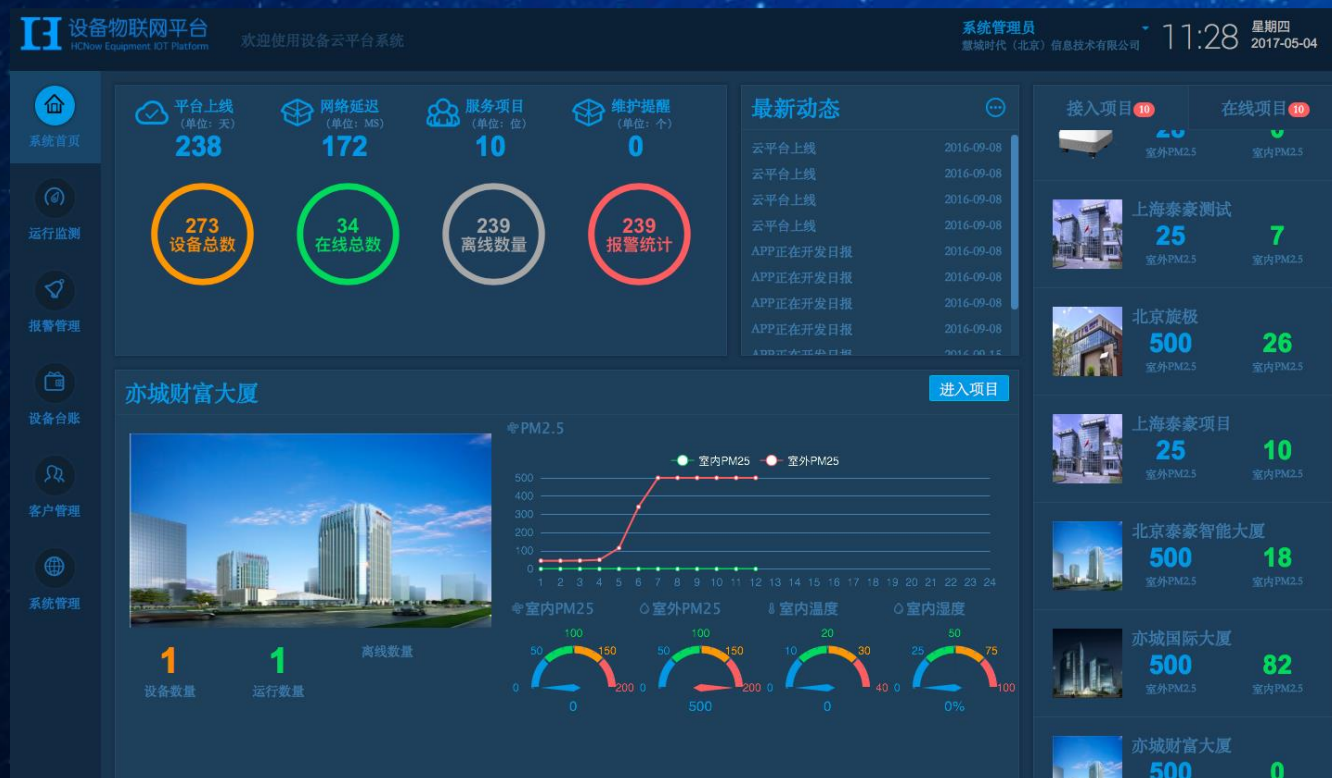 设备物联网平台
HCNow Equipment IOT Platform
欢迎使用设备云平台系统
系统管理员
慧城时代（北京）信息技术有限公司
11:28
星期四
2017-05-04
系统首页
运行监测
报警管理
设备台账
客户管理
系统管理
平台上线
（单位：天）
238
网络延迟
（单位：MS）
172
服务项目
（单位：位）
10
维护提醒
（单位：个）
0
273
设备总数
34
在线总数
239
离线数量
239
报警统计
最新动态
云平台上线 2016-09-08
云平台上线 2016-09-08
云平台上线 2016-09-08
云平台上线 2016-09-08
APP正在开发日报 2016-09-08
APP正在开发日报 2016-09-08
APP正在开发日报 2016-09-08
APP正在开发日报 2016-09-08
APP正在开发日报 2016-09-15
亦城财富大厦
进入项目
1
设备数量
1
运行数量
离线数量
PM2.5
室内PM25 室外PM25
500
400
300
200
100
0
1 2 3 4 5 6 7 8 9 10 11 12 13 14 15 16 17 18 19 20 21 22 23 24
室内PM25
0 50 100 150 200
0
室外PM25
0 50 100 150 200
500
室内温度
0 10 20 30 40
0
室内湿度
0 25 50 75 100
0%
接入项目 10
在线项目 10
室外PM2.5 室内PM2.5
上海泰豪测试
25 7
室外PM2.5 室内PM2.5
北京旋极
500 26
室外PM2.5 室内PM2.5
上海泰豪项目
25 10
室外PM2.5 室内PM2.5
北京泰豪智能大厦
500 18
室外PM2.5 室内PM2.5
亦城国际大厦
500 82
室外PM2.5 室内PM2.5
亦城财富大厦
500 0